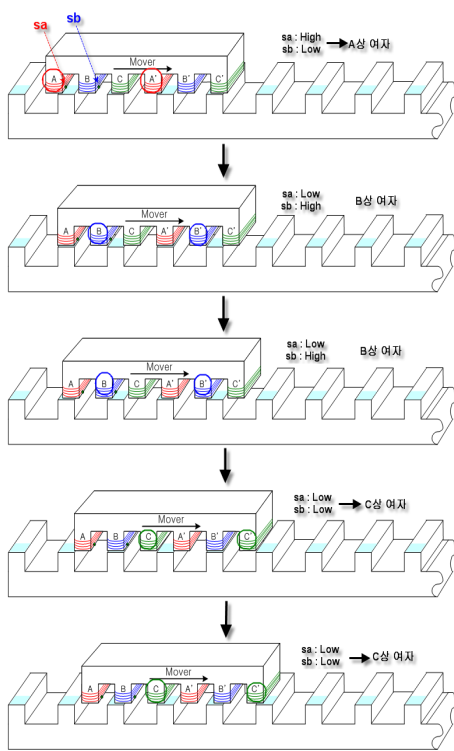 sa
sb
Mover
A B C A' B' C'
sa : High
sb : Low
A상 여자
Mover
A B C A' B' C'
sa : Low
sb : High
B상 여자
Mover
A B C A' B' C'
sa : Low
sb : High
B상 여자
Mover
A B C A' B' C'
sa : Low
sb : Low
C상 여자
Mover
A B C A' B' C'
sa : Low
sb : Low
C상 여자